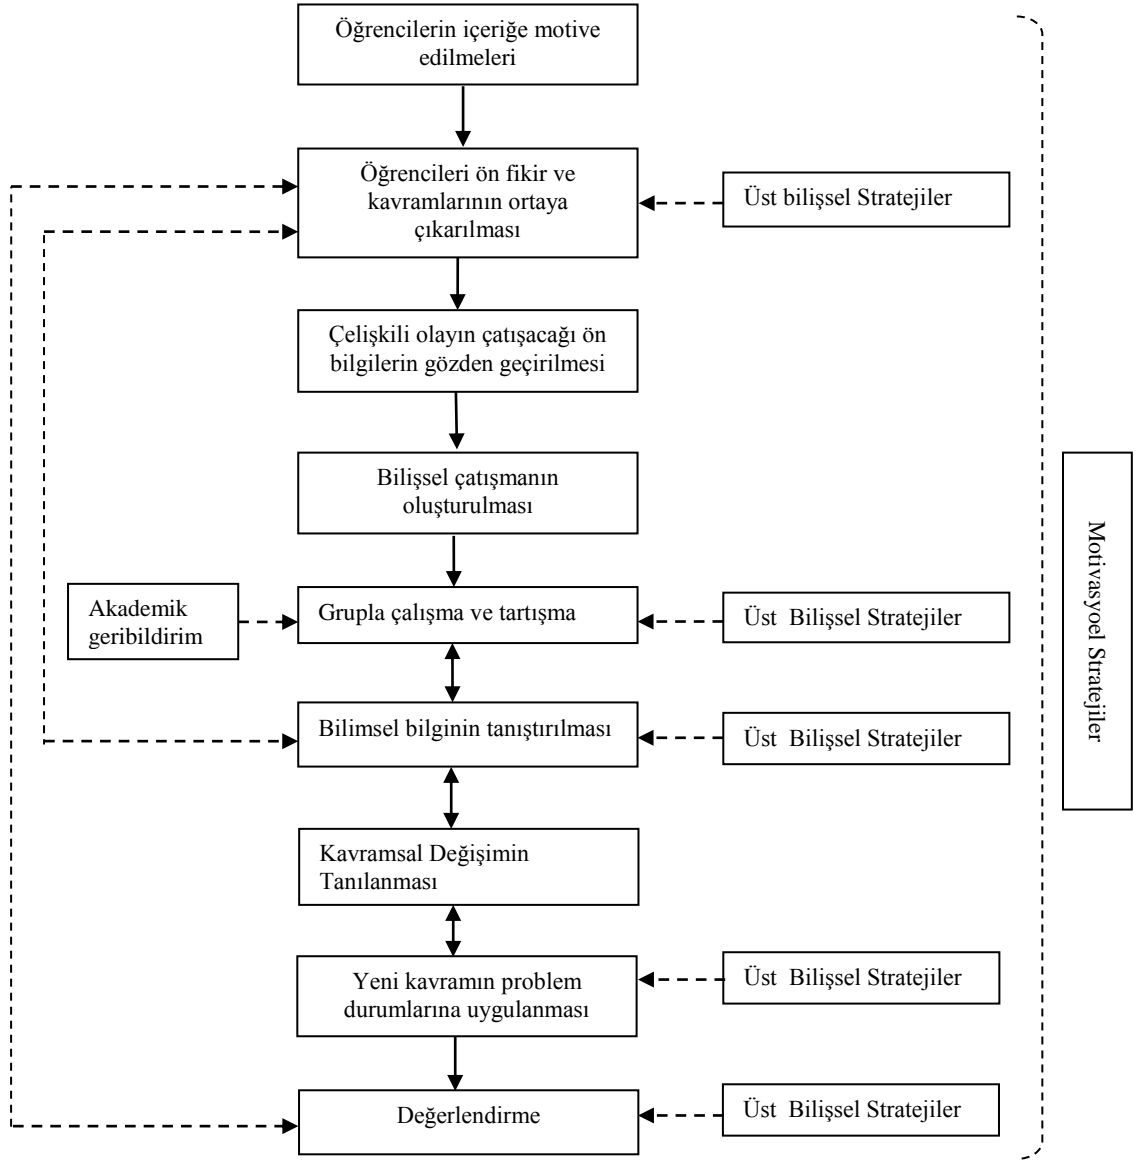 Öğrencilerin içeriğe motive
edilmeleri
Öğrencileri ön fikir ve
kavramlarının ortaya
çıkarılması
Üst bilişsel Stratejiler
Çelişkili olayın çatışacağı ön
bilgilerin gözden geçirilmesi
Bilişsel çatışmanın
oluşturulması
Akademik
geribildirim
Grupla çalışma ve tartışma
Üst Bilişsel Stratejiler
Bilimsel bilginin tanıştırılması
Üst Bilişsel Stratejiler
Kavramsal Değişimin
Tanılanması
Yeni kavramın problem
durumlarına uygulanması
Üst Bilişsel Stratejiler
Değerlendirme
Üst Bilişsel Stratejiler
Motivasyoel Stratejiler